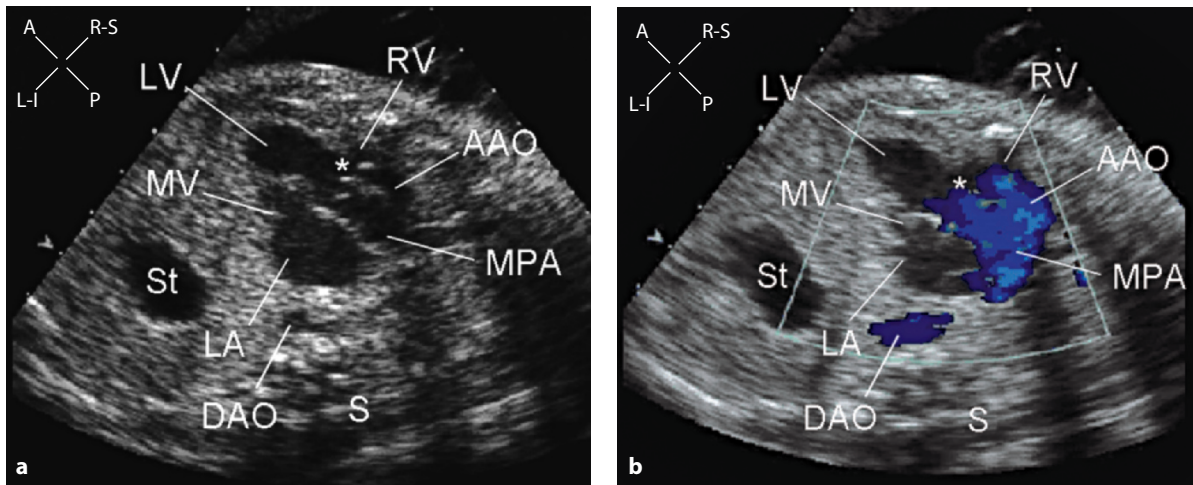 A R-S
L-I P
LV
RV
AAO
*
MV
MPA
St
LA
DAO
S
a
A R-S
L-I P
LV
RV
AAO
*
MV
MPA
St
LA
DAO
S
b